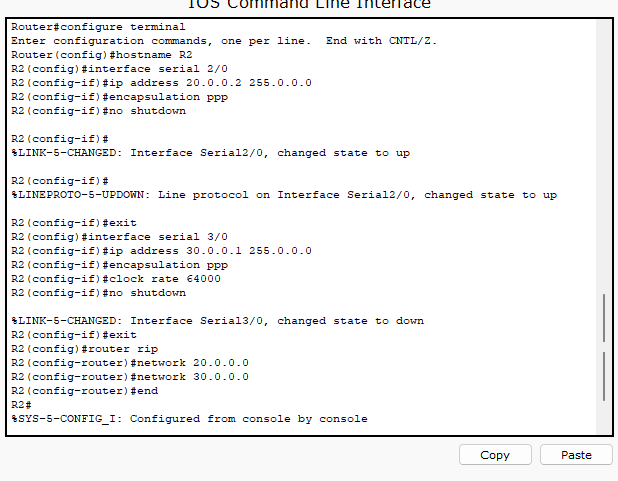 IOS Command Line Interface
Router#configure terminal
Enter configuration commands, one per line.  End with CNTL/Z.
Router(config)#hostname R2
R2(config)#interface serial 2/0
R2(config-if)#ip address 20.0.0.2 255.0.0.0
R2(config-if)#encapsulation ppp
R2(config-if)#no shutdown

R2(config-if)#
%LINK-5-CHANGED: Interface Serial2/0, changed state to up

R2(config-if)#
%LINEPROTO-5-UPDOWN: Line protocol on Interface Serial2/0, changed state to up

R2(config-if)#exit
R2(config)#interface serial 3/0
R2(config-if)#ip address 30.0.0.1 255.0.0.0
R2(config-if)#encapsulation ppp
R2(config-if)#clock rate 64000
R2(config-if)#no shutdown

%LINK-5-CHANGED: Interface Serial3/0, changed state to down
R2(config-if)#exit
R2(config)#router rip
R2(config-router)#network 20.0.0.0
R2(config-router)#network 30.0.0.0
R2(config-router)#end
R2#
%SYS-5-CONFIG_I: Configured from console by console
Copy
Paste